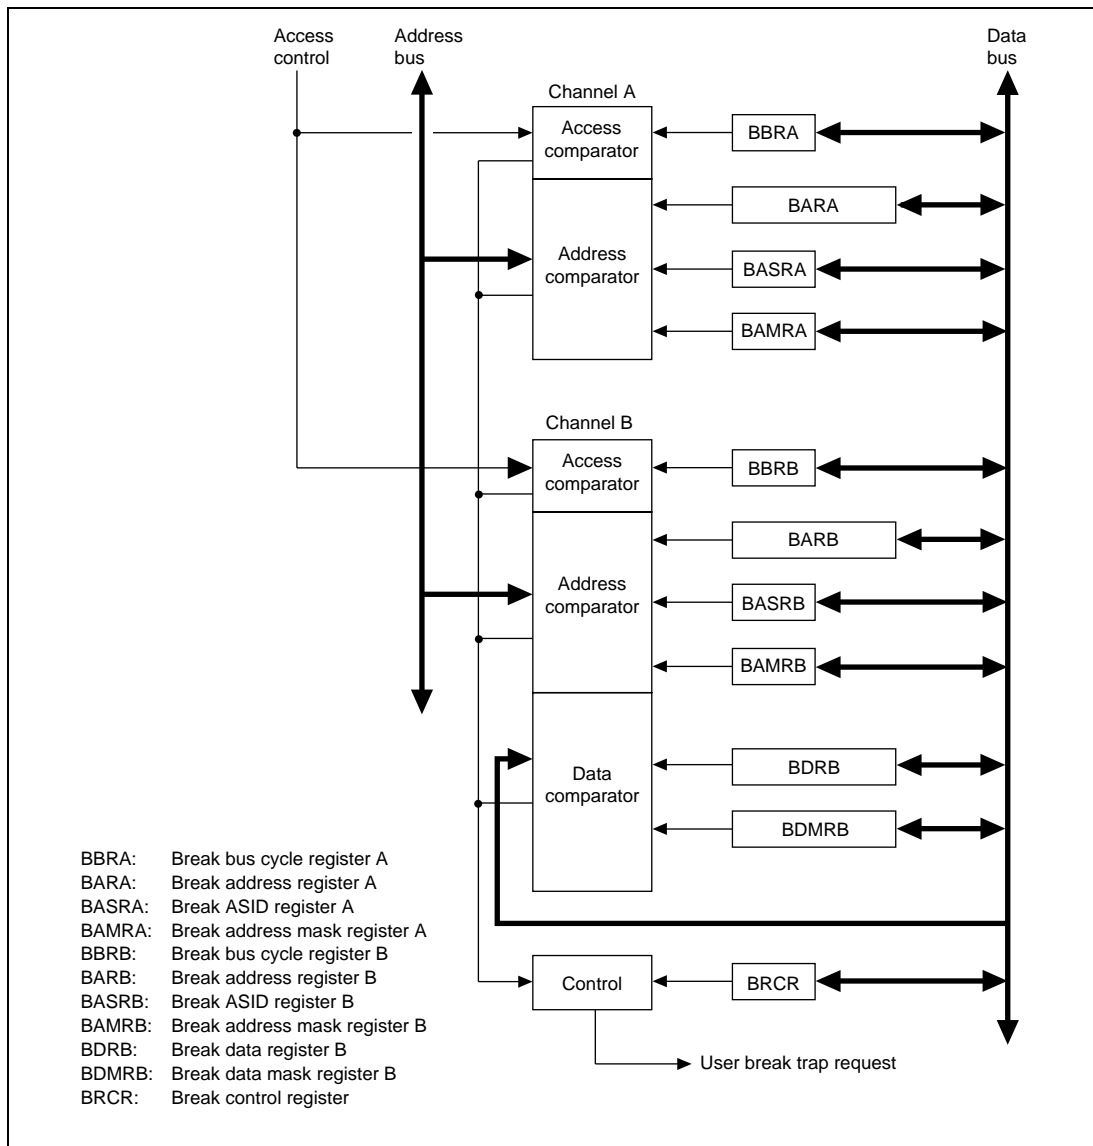 Access control
Address bus
Data bus
Channel A
Access comparator
BBRA
BARA
Address comparator
BASRA
BAMRA
Channel B
Access comparator
BBRB
BARB
Address comparator
BASRB
BAMRB
Data comparator
BDRB
BDMRB
Control
BRCR
User break trap request
BBRA: Break bus cycle register A
BARA: Break address register A
BASRA: Break ASID register A
BAMRA: Break address mask register A
BBRB: Break bus cycle register B
BARB: Break address register B
BASRB: Break ASID register B
BAMRB: Break address mask register B
BDRB: Break data register B
BDMRB: Break data mask register B
BRCR: Break control register